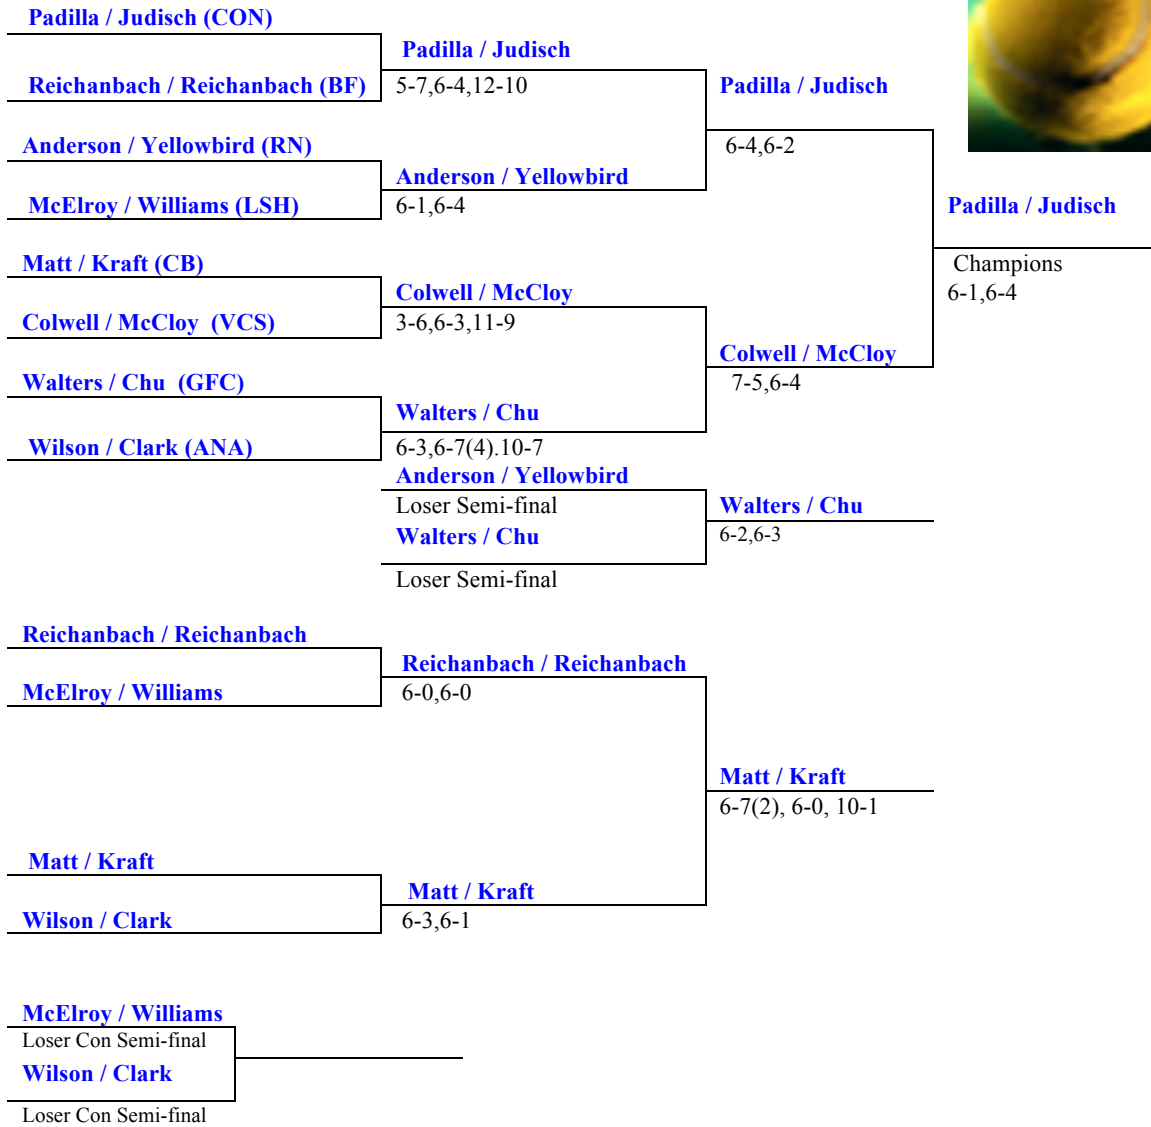 Padilla / Judisch (CON)
Padilla / Judisch
Reichanbach / Reichanbach (BF)
5-7,6-4,12-10
Padilla / Judisch
Anderson / Yellowbird (RN)
6-4,6-2
Anderson / Yellowbird
McElroy / Williams (LSH)
6-1,6-4
Padilla / Judisch
Matt / Kraft (CB)
Champions
Colwell / McCloy
6-1,6-4
Colwell / McCloy  (VCS)
3-6,6-3,11-9
Colwell / McCloy
Walters / Chu  (GFC)
7-5,6-4
Walters / Chu
Wilson / Clark (ANA)
6-3,6-7(4).10-7
Anderson / Yellowbird
Loser Semi-final
Walters / Chu
Walters / Chu
6-2,6-3
Loser Semi-final
Reichanbach / Reichanbach
Reichanbach / Reichanbach
McElroy / Williams
6-0,6-0
Matt / Kraft
6-7(2), 6-0, 10-1
Matt / Kraft
Matt / Kraft
Wilson / Clark
6-3,6-1
McElroy / Williams
Loser Con Semi-final
Wilson / Clark
Loser Con Semi-final